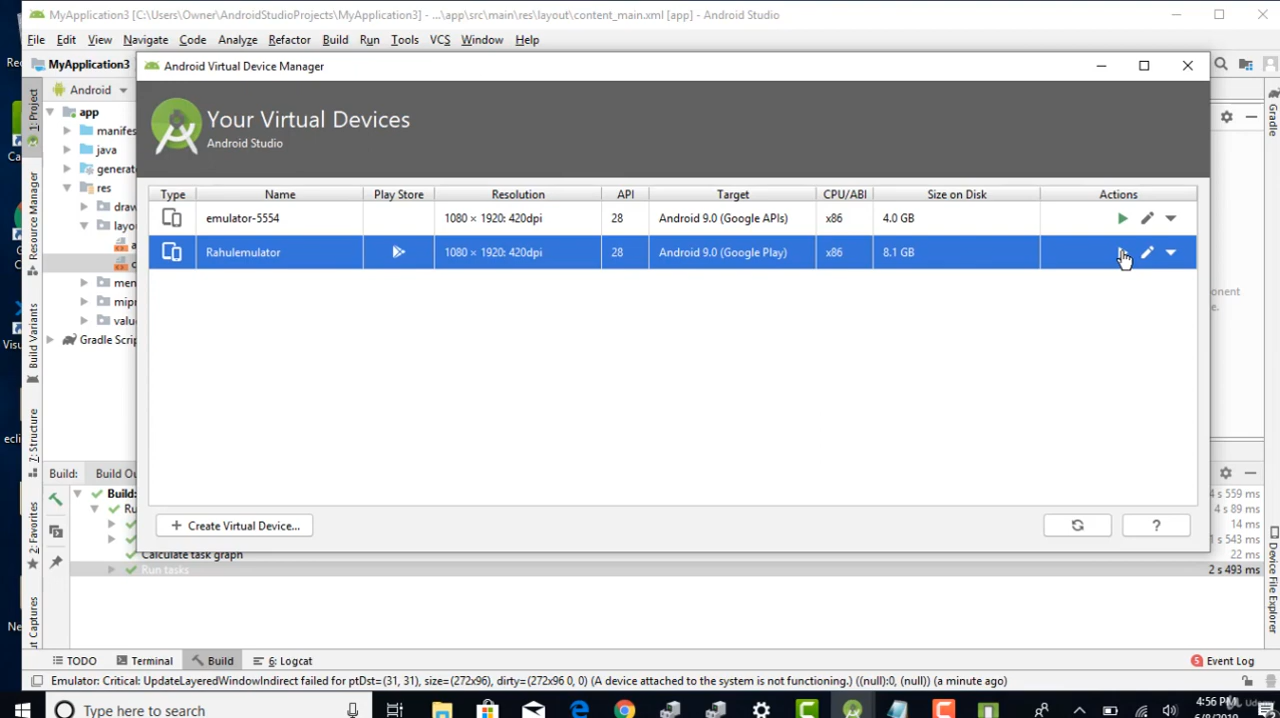 MyApplication3 [C:\Users\Owner\AndroidStudioProjects\MyApplication3] - ...\app\src\main\res\layout\content_main.xml [app] - Android Studio
File Edit View Navigate Code Analyze Refactor Build Run Tools VCS Window Help
MyApplication3
Android Virtual Device Manager
Android
Your Virtual Devices
Android Studio
app
manifes
java
generat
res
draw
layou
men
mipr
value
Gradle Scrip
1: Project
Resource Manager
Build Variants
7: Structure
2: Favorites
ut Captures
Gradle
Device File Explorer
Type Name Play Store Resolution API Target CPU/ABI Size on Disk Actions
emulator-5554 1080 × 1920: 420dpi 28 Android 9.0 (Google APIs) x86 4.0 GB
Rahulemulator 1080 × 1920: 420dpi 28 Android 9.0 (Google Play) x86 8.1 GB
onent
Create Virtual Device...
?
Build: Build Ou
Build: 4 s 559 ms
Ru 4 s 89 ms
14 ms
1 s 543 ms
Calculate task graph 22 ms
Run tasks 2 s 493 ms
TODO Terminal Build 6: Logcat Event Log
Emulator: Critical: UpdateLayeredWindowIndirect failed for ptDst=(31, 31), size=(272x96), dirty=(272x96 0, 0) (A device attached to the system is not functioning.) ((null):0, (null)) (a minute ago)
Type here to search
4:56 PM